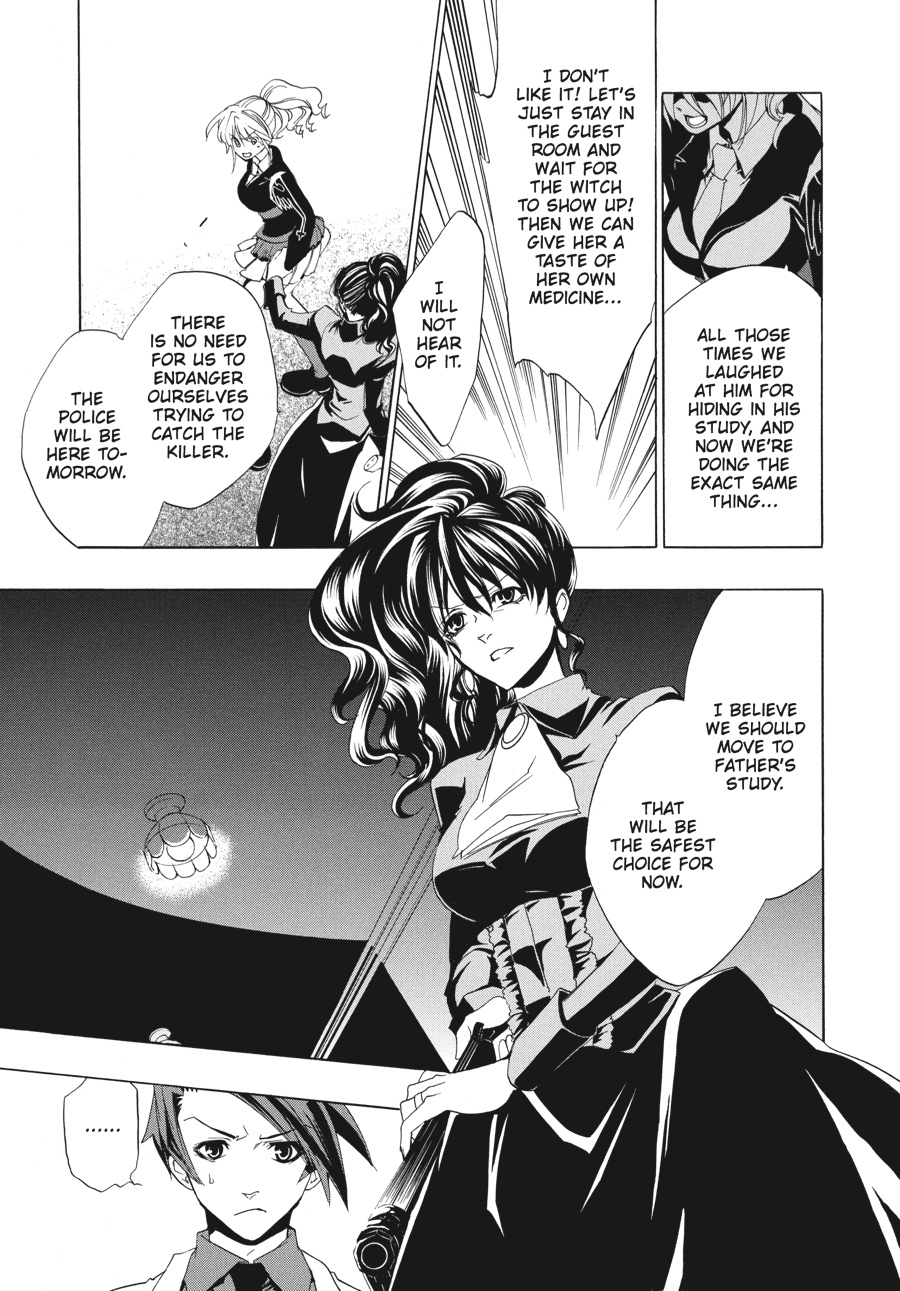 ALL THOSE
TIMES WE
LAUGHED
AT HIM FOR
HIDING IN HIS
STUDY, AND
NOW WE'RE
DOING THE
EXACT SAME
THING...
I DON'T
LIKE IT! LET'S
JUST STAY IN
THE GUEST
ROOM AND
WAIT FOR
THE WITCH
TO SHOW UP!
THEN WE CAN
GIVE HER A
TASTE OF
HER OWN
MEDICINE...
I
WILL
NOT
HEAR
OF IT.
THERE
IS NO NEED
FOR US TO
ENDANGER
OURSELVES
TRYING TO
CATCH THE
KILLER.
THE
POLICE
WILL BE
HERE TO-
MORROW.
I BELIEVE
WE SHOULD
MOVE TO
FATHER'S
STUDY.
THAT
WILL BE
THE SAFEST
CHOICE FOR
NOW.
......